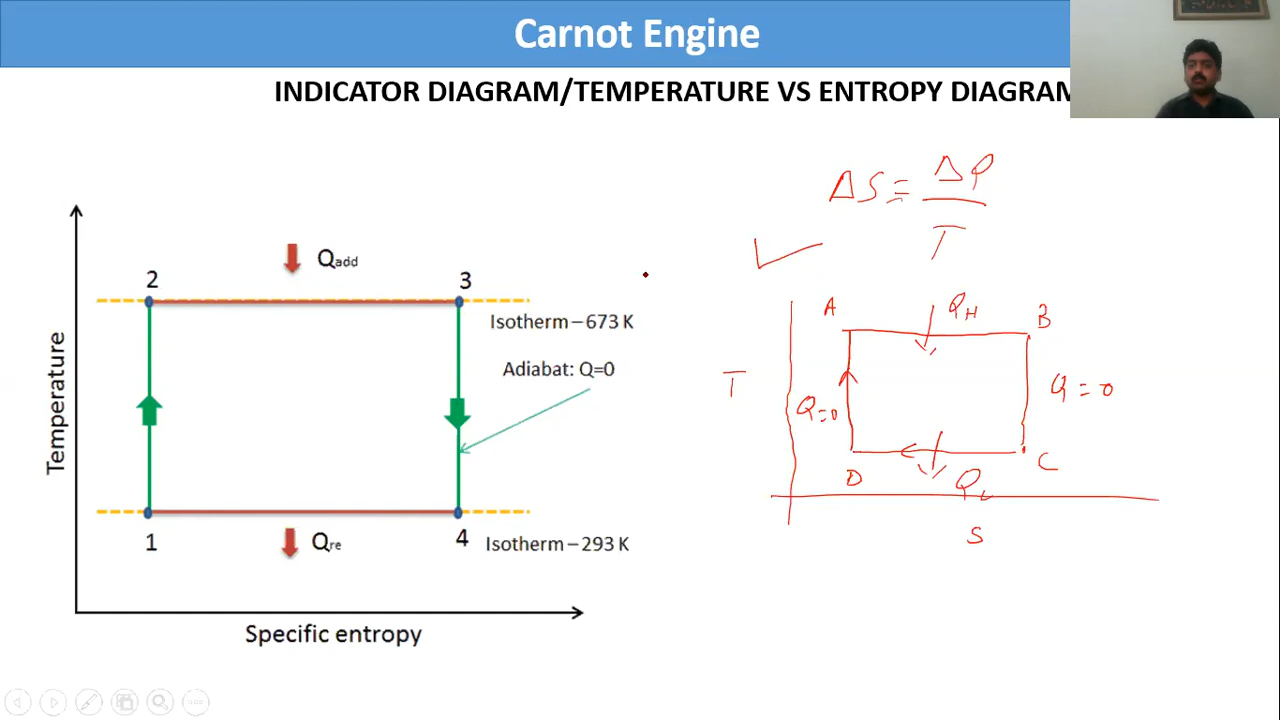 Carnot Engine
INDICATOR DIAGRAM/TEMPERATURE VS ENTROPY DIAGRAM
Temperature
2
Qadd
3
Isotherm – 673 K
Adiabat: Q=0
1
Qre
4
Isotherm – 293 K
Specific entropy
ΔS = ΔQ
T
A
QH
B
T
Q=0
Q = 0
D
QL
C
S